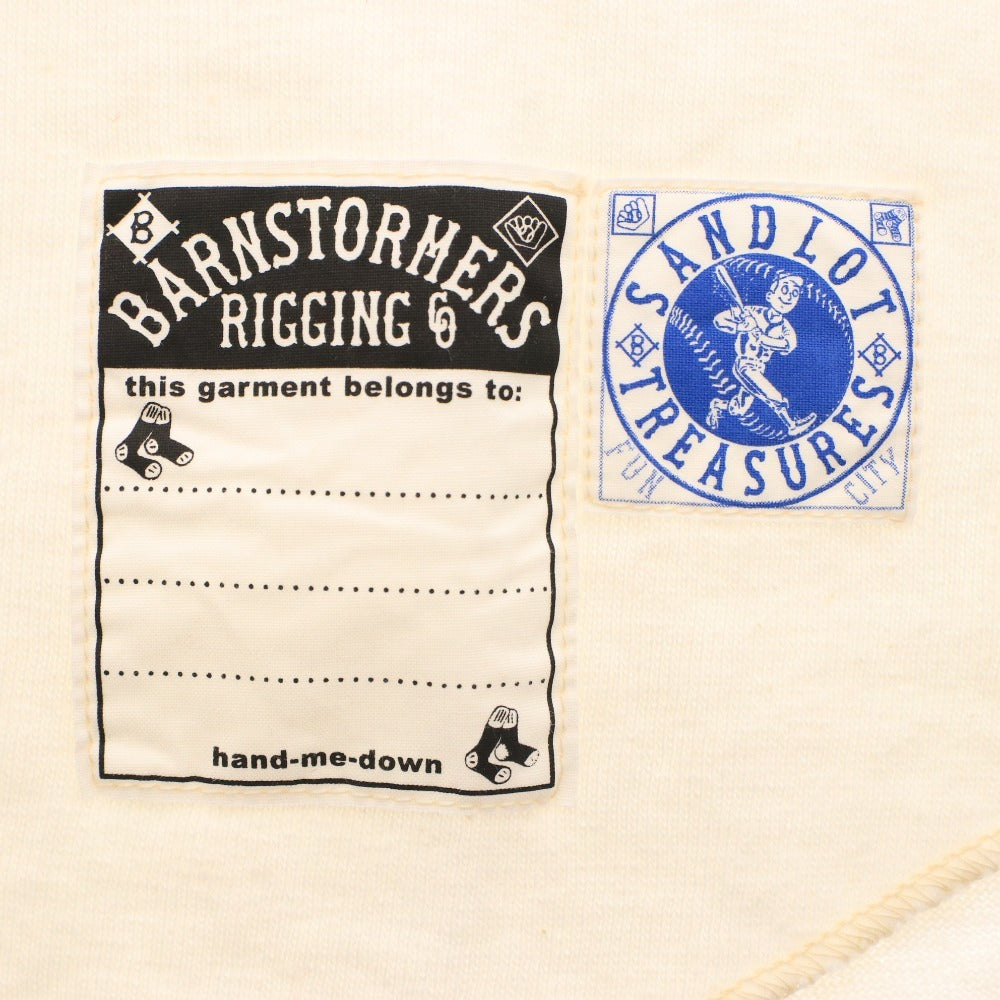 B
BARNSTORMERS
RIGGING CO
this garment belongs to:
hand-me-down
SANDLOT
B
B
TREASURES
FUN
CITY